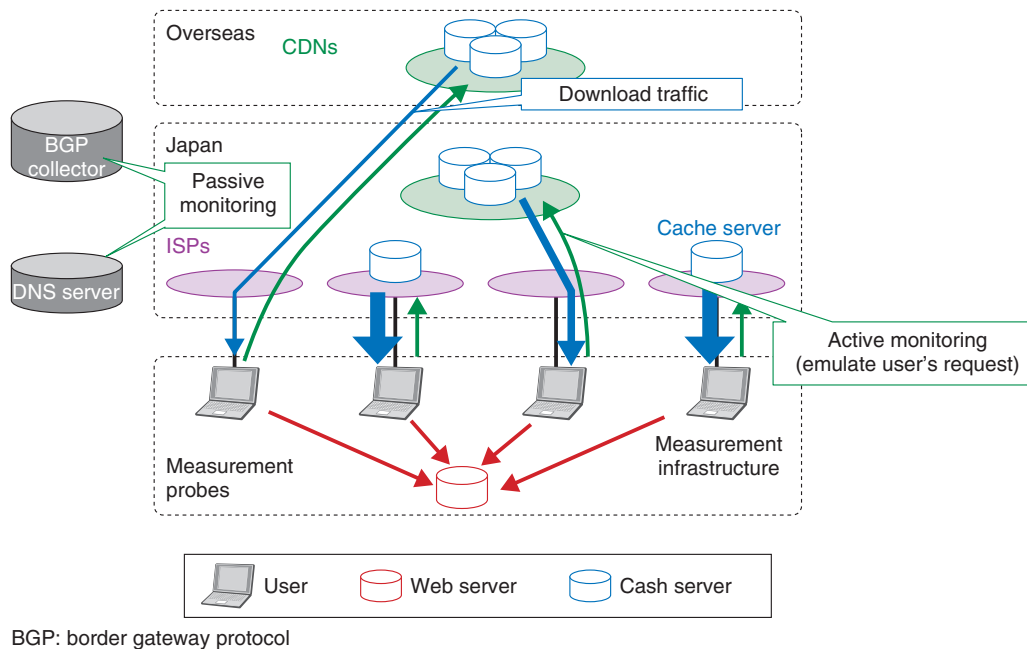 Overseas
CDNs
Download traffic
BGP
collector
Japan
Passive
monitoring
Cache server
ISPs
DNS server
Active monitoring
(emulate user's request)
Measurement
probes
Measurement
infrastructure
User
Web server
Cash server
BGP: border gateway protocol